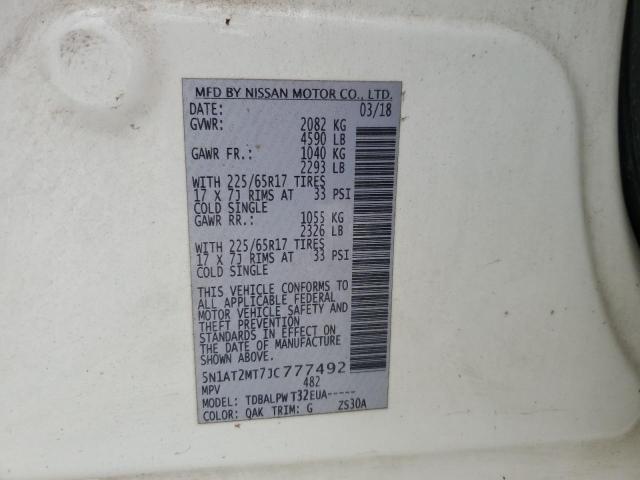 MFD BY NISSAN MOTOR CO., LTD.
DATE: 03/18
GVWR: 2082 KG
4590 LB
GAWR FR.: 1040 KG
2293 LB
WITH 225/65R17 TIRES
17 X 7J RIMS AT 33 PSI
COLD SINGLE
GAWR RR.: 1055 KG
2326 LB
WITH 225/65R17 TIRES
17 X 7J RIMS AT 33 PSI
COLD SINGLE
THIS VEHICLE CONFORMS TO
ALL APPLICABLE FEDERAL
MOTOR VEHICLE SAFETY AND
THEFT PREVENTION
STANDARDS IN EFFECT ON
THE DATE OF MANUFACTURE
SHOWN ABOVE.
5N1AT2MT7JC777492
MPV 482
MODEL: TDBALPWT32EUA-----
COLOR: QAK TRIM: G ZS30A